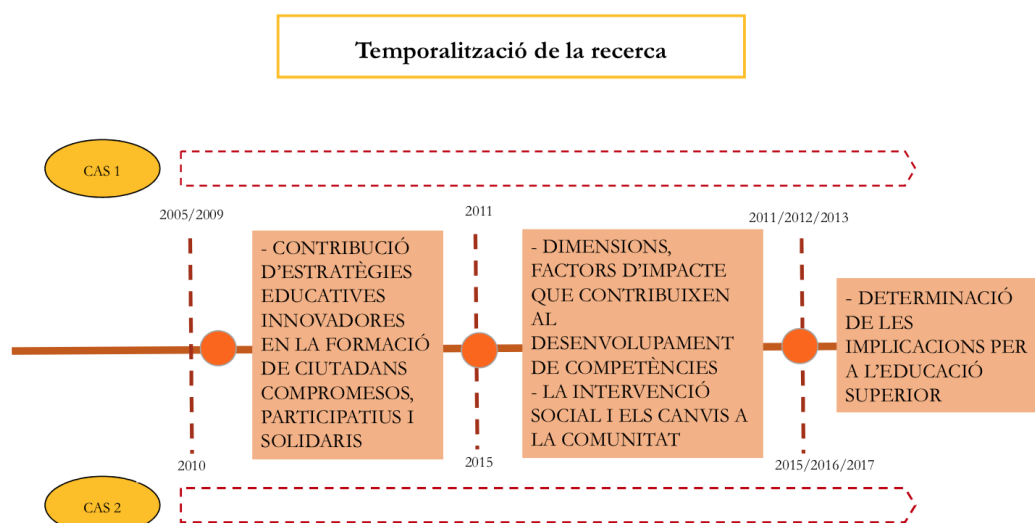 Temporalització de la recerca
CAS 1
2005/2009
2011
2011/2012/2013
- CONTRIBUCIÓ
D'ESTRATÈGIES
EDUCATIVES
INNOVADORES
EN LA FORMACIÓ
DE CIUTADANS
COMPROMESOS,
PARTICIPATIUS I
SOLIDARIS
- DIMENSIONS,
FACTORS D'IMPACTE
QUE CONTRIBUIXEN
AL
DESENVOLUPAMENT
DE COMPETÈNCIES
- LA INTERVENCIÓ
SOCIAL I ELS CANVIS A
LA COMUNITAT
- DETERMINACIÓ
DE LES
IMPLICACIONS PER
A L'EDUCACIÓ
SUPERIOR
2010
2015
2015/2016/2017
CAS 2